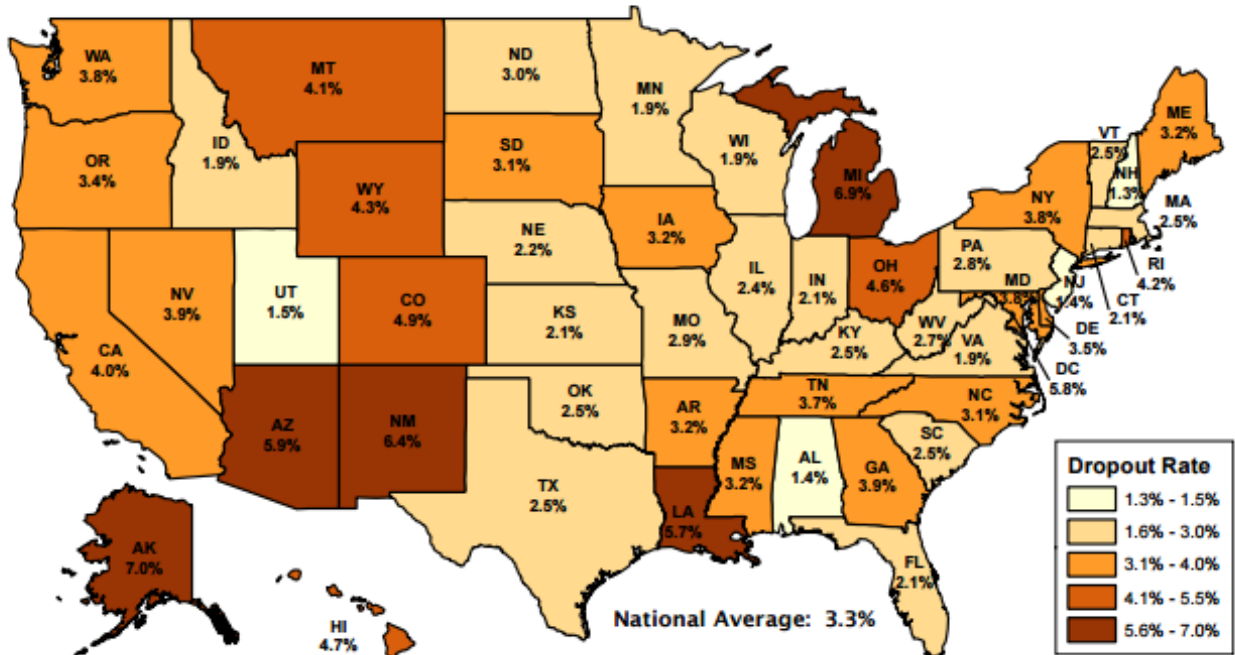 WA
3.8%
MT
4.1%
ND
3.0%
MN
1.9%
ME
3.2%
VT
2.5%
NH
1.3%
OR
3.4%
ID
1.9%
SD
3.1%
WI
1.9%
MI
6.9%
NY
3.8%
MA
2.5%
WY
4.3%
IA
3.2%
NE
2.2%
PA
2.8%
RI
4.2%
NV
3.9%
UT
1.5%
CO
4.9%
IL
2.4%
IN
2.1%
OH
4.6%
MD
3.8%
NJ
1.4%
CT
2.1%
KS
2.1%
MO
2.9%
KY
2.5%
WV
2.7%
VA
1.9%
DE
3.5%
DC
5.8%
CA
4.0%
AZ
5.9%
NM
6.4%
OK
2.5%
AR
3.2%
TN
3.7%
NC
3.1%
SC
2.5%
MS
3.2%
AL
1.4%
GA
3.9%
TX
2.5%
LA
5.7%
FL
2.1%
AK
7.0%
HI
4.7%
National Average: 3.3%
Dropout Rate
1.3% - 1.5%
1.6% - 3.0%
3.1% - 4.0%
4.1% - 5.5%
5.6% - 7.0%